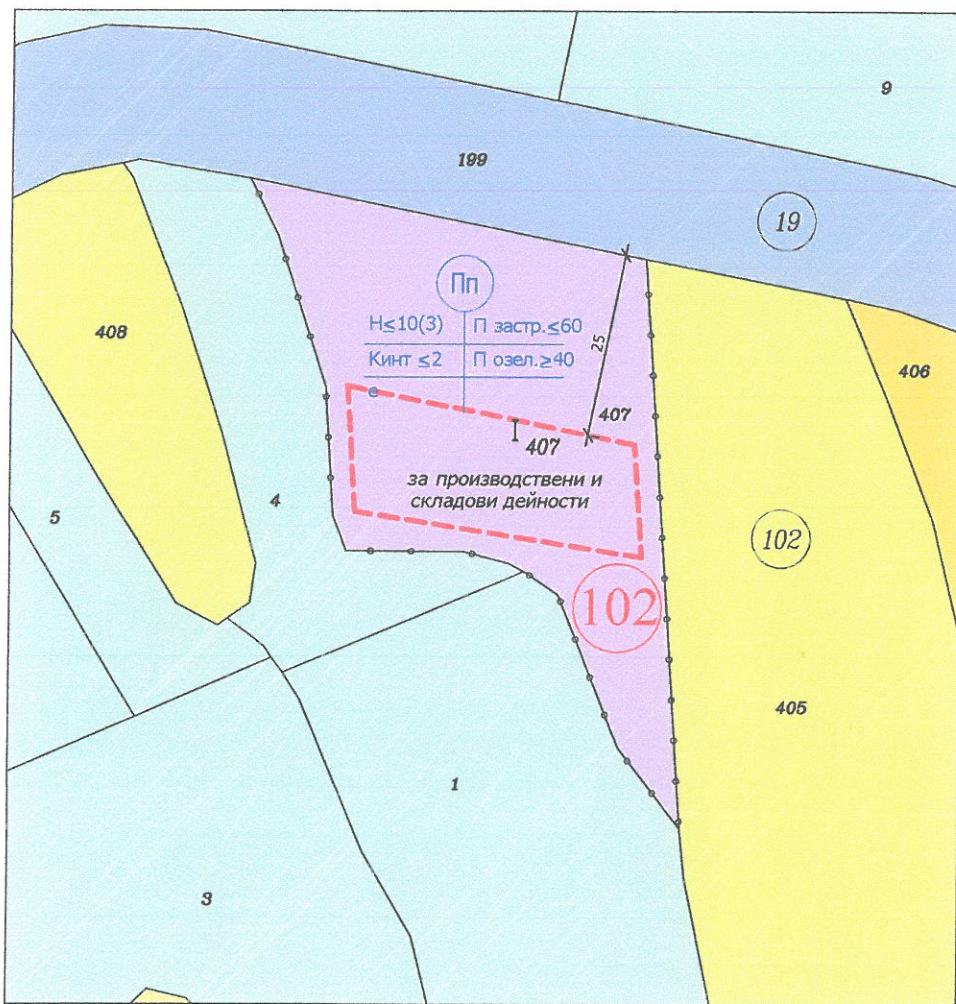 9
199
19
Пп
408
H≤10(3) П застр.≤60
Кинт ≤2 П озел.≥40
е
25
406
407
I
407
за производствени и
складови дейности
4
5
102
102
405
1
3